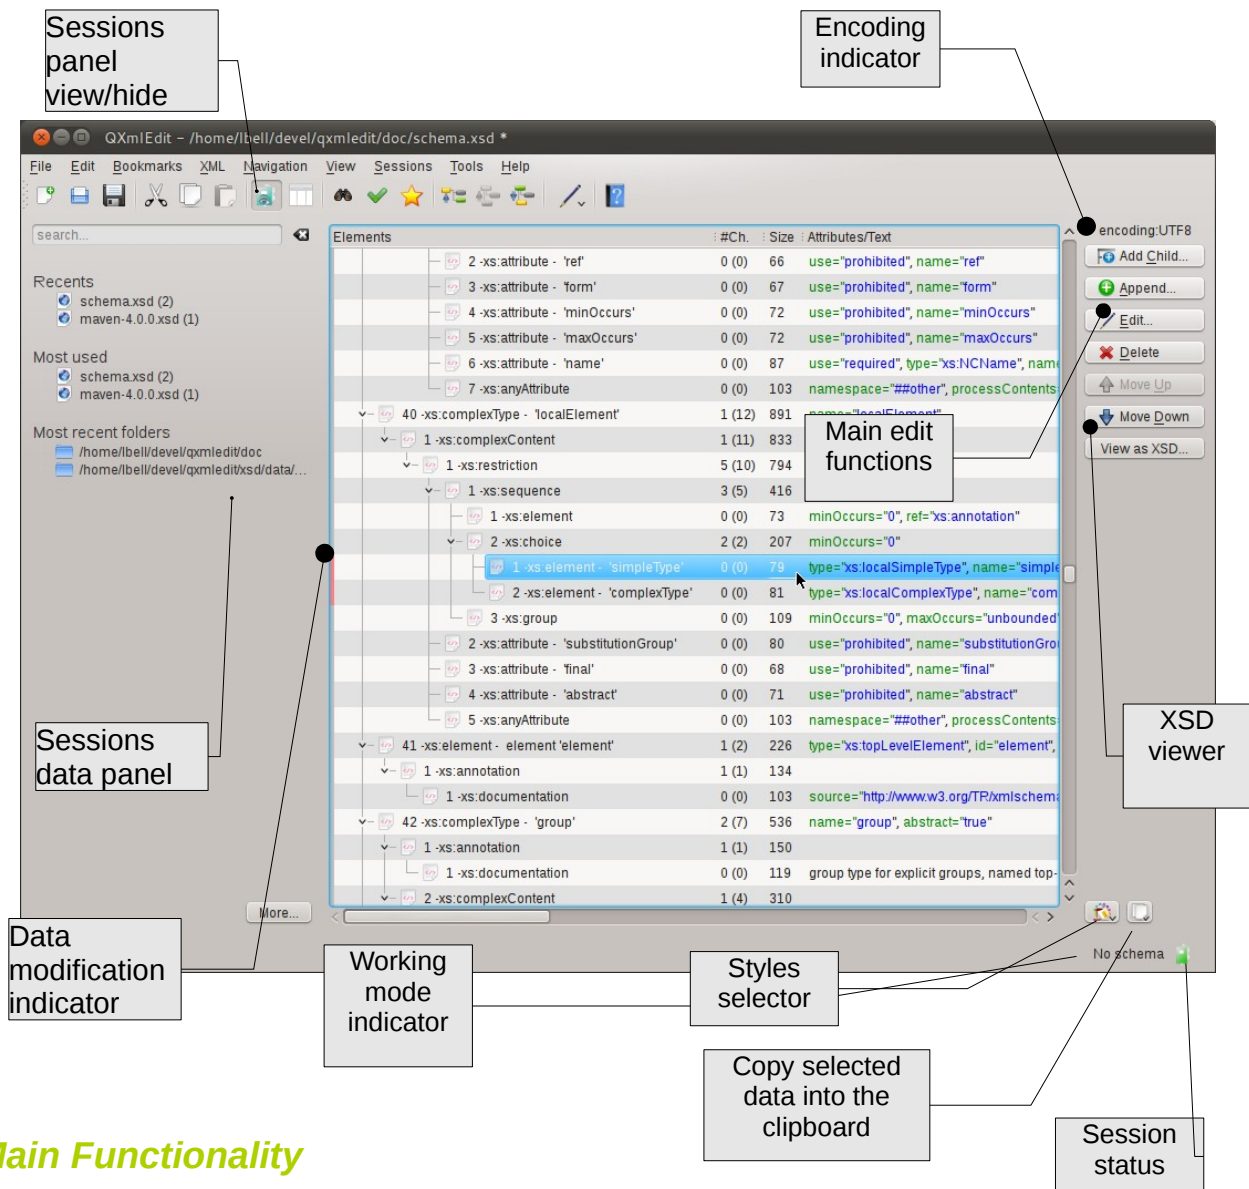 Sessions
panel
view/hide
Encoding
indicator
QXmlEdit – /home/lbell/devel/qxmledit/doc/schema.xsd *
File Edit Bookmarks XML Navigation View Sessions Tools Help
search...
Recents
schema.xsd (2)
maven-4.0.0.xsd (1)
Most used
schema.xsd (2)
maven-4.0.0.xsd (1)
Most recent folders
/home/lbell/devel/qxmledit/doc
/home/lbell/devel/qxmledit/xsd/data/...
More...
Elements #Ch. Size Attributes/Text
2 -xs:attribute - 'ref' 0 (0) 66 use="prohibited", name="ref"
3 -xs:attribute - 'form' 0 (0) 67 use="prohibited", name="form"
4 -xs:attribute - 'minOccurs' 0 (0) 72 use="prohibited", name="minOccurs"
5 -xs:attribute - 'maxOccurs' 0 (0) 72 use="prohibited", name="maxOccurs"
6 -xs:attribute - 'name' 0 (0) 87 use="required", type="xs:NCName", name
7 -xs:anyAttribute 0 (0) 103 namespace="##other", processContents=
40 -xs:complexType - 'localElement' 1 (12) 891 name="localElement"
1 -xs:complexContent 1 (11) 833
1 -xs:restriction 5 (10) 794
1 -xs:sequence 3 (5) 416
1 -xs:element 0 (0) 73 minOccurs="0", ref="xs:annotation"
2 -xs:choice 2 (2) 207 minOccurs="0"
1 -xs:element - 'simpleType' 0 (0) 79 type="xs:localSimpleType", name="simple
2 -xs:element - 'complexType' 0 (0) 81 type="xs:localComplexType", name="com
3 -xs:group 0 (0) 109 minOccurs="0", maxOccurs="unbounded"
2 -xs:attribute - 'substitutionGroup' 0 (0) 80 use="prohibited", name="substitutionGro
3 -xs:attribute - 'final' 0 (0) 68 use="prohibited", name="final"
4 -xs:attribute - 'abstract' 0 (0) 71 use="prohibited", name="abstract"
5 -xs:anyAttribute 0 (0) 103 namespace="##other", processContents=
41 -xs:element - element 'element' 1 (2) 226 type="xs:topLevelElement", id="element",
1 -xs:annotation 1 (1) 134
1 -xs:documentation 0 (0) 103 source="http://www.w3.org/TR/xmlschema
42 -xs:complexType - 'group' 2 (7) 536 name="group", abstract="true"
1 -xs:annotation 1 (1) 150
1 -xs:documentation 0 (0) 119 group type for explicit groups, named top-
2 -xs:complexContent 1 (4) 310
encoding:UTF8
Add Child...
Append...
Edit...
Delete
Move Up
Move Down
View as XSD...
No schema
Main edit
functions
XSD
viewer
Sessions
data panel
Data
modification
indicator
Working
mode
indicator
Styles
selector
Copy selected
data into the
clipboard
Session
status
Main Functionality